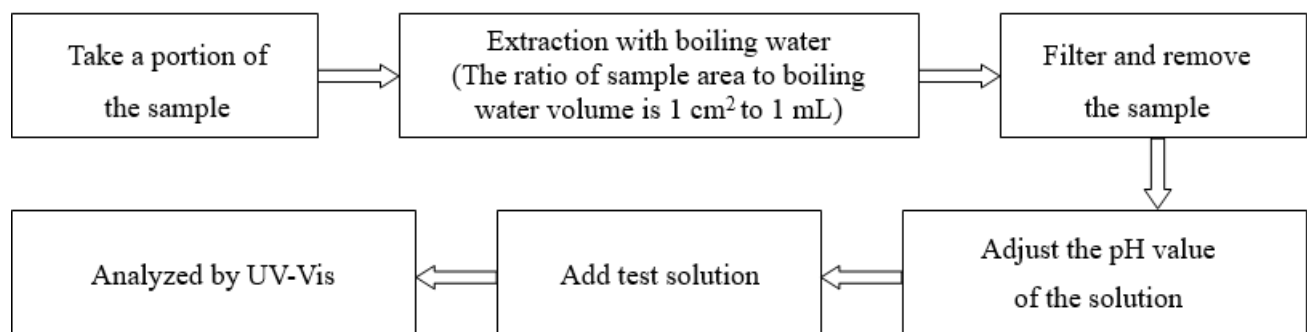 Take a portion of
the sample
Extraction with boiling water
(The ratio of sample area to boiling
water volume is 1 cm² to 1 mL)
Filter and remove
the sample
Adjust the pH value
of the solution
Add test solution
Analyzed by UV-Vis